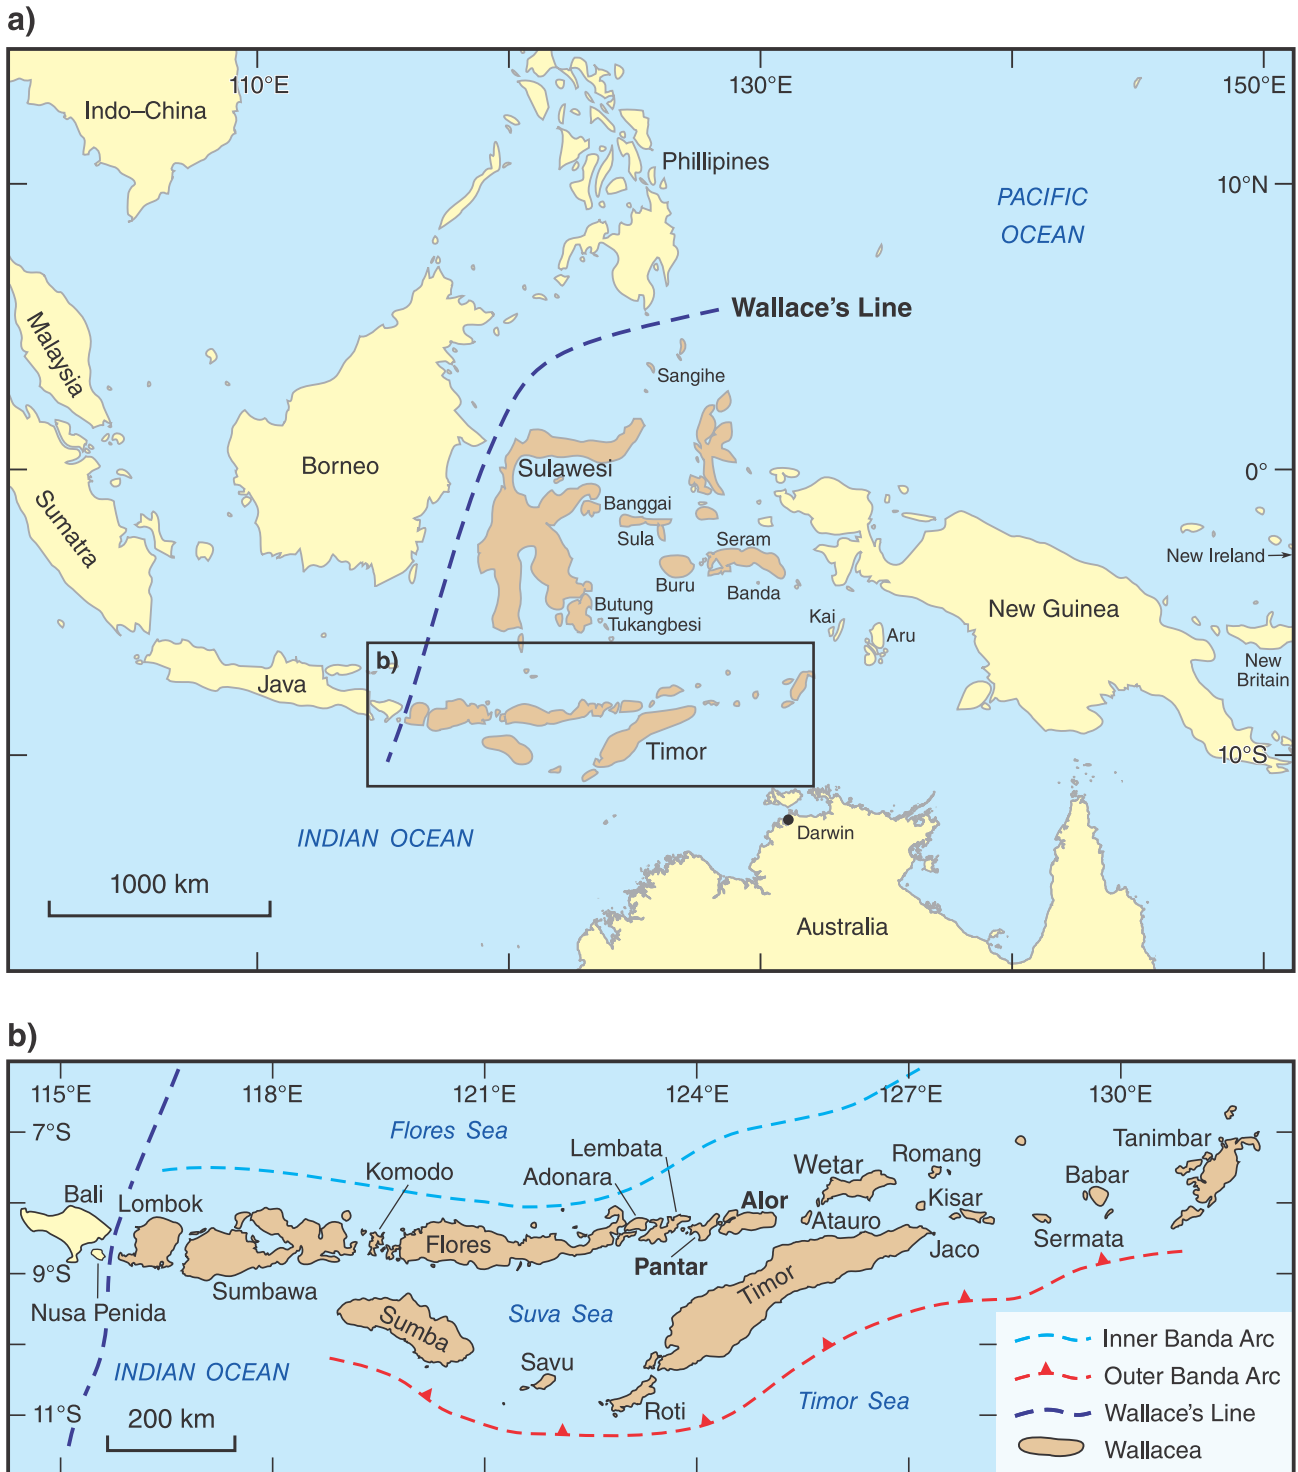 a)
110°E
130°E
150°E
Indo–China
Phillipines
10°N
PACIFIC
OCEAN
Wallace's Line
Malaysia
Sangihe
Borneo
Sulawesi
0°
Sumatra
Banggai
Sula
Seram
New Ireland
Buru
Banda
Butung
Tukangbesi
Kai
Aru
New Guinea
b)
Java
New
Britain
Timor
10°S
INDIAN OCEAN
Darwin
1000 km
Australia
b)
115°E
118°E
121°E
124°E
127°E
130°E
7°S
Flores Sea
Lembata
Tanimbar
Komodo
Adonara
Wetar
Romang
Babar
Bali
Lombok
Alor
Kisar
Atauro
Flores
Jaco
Sermata
9°S
Pantar
Sumbawa
Timor
Nusa Penida
Suva Sea
Sumba
INDIAN OCEAN
Savu
Timor Sea
11°S
200 km
Roti
Inner Banda Arc
Outer Banda Arc
Wallace's Line
Wallacea